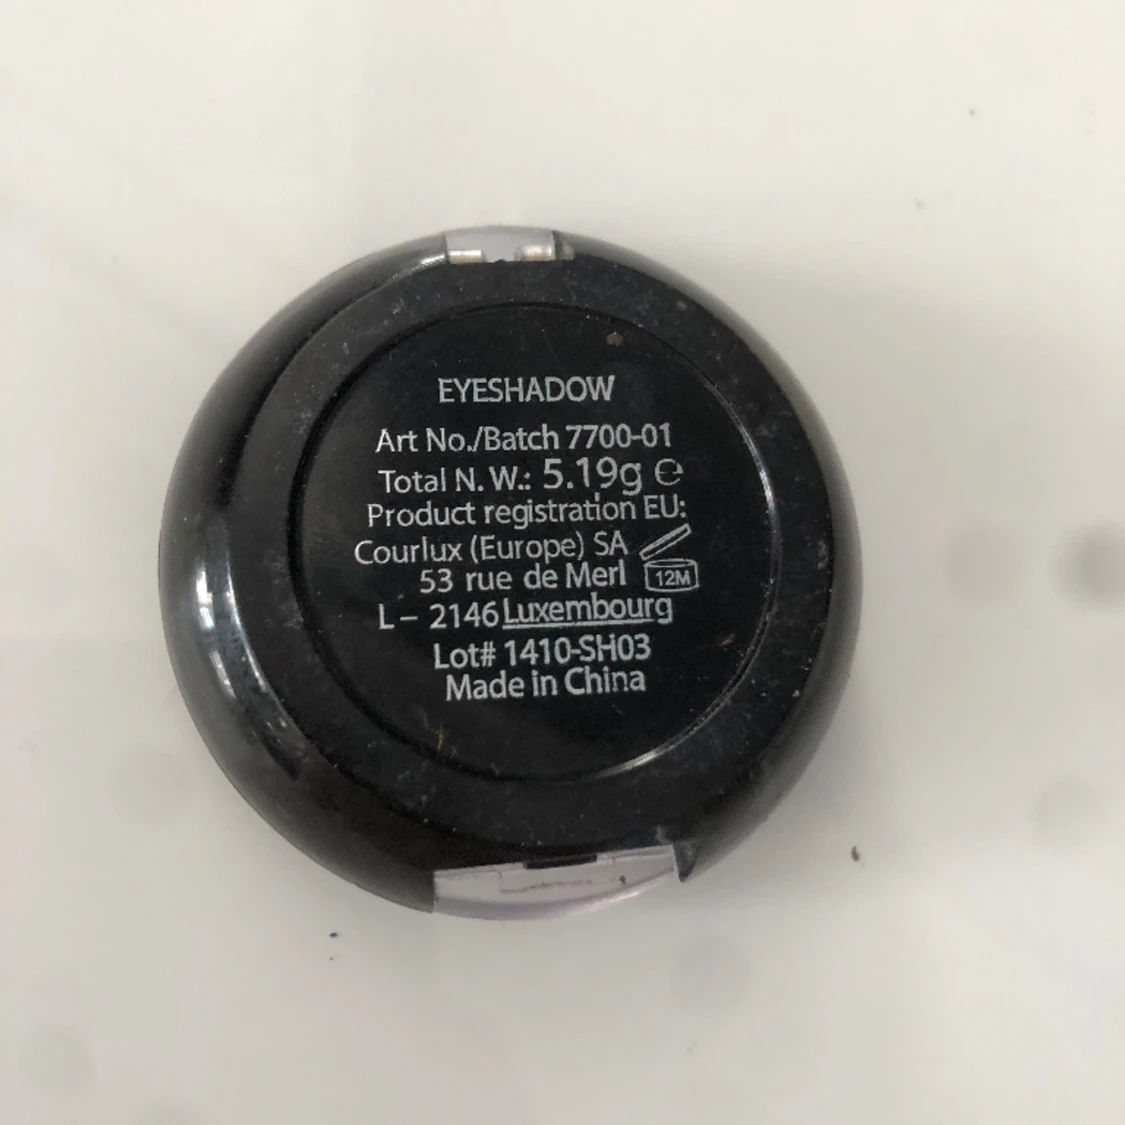 EYESHADOW
Art No./Batch 7700-01
Total N. W.: 5.19g ℮
Product registration EU:
Courlux (Europe) SA
53 rue de Merl 12M
L- 2146 Luxembourg
Lot# 1410-SH03
Made in China